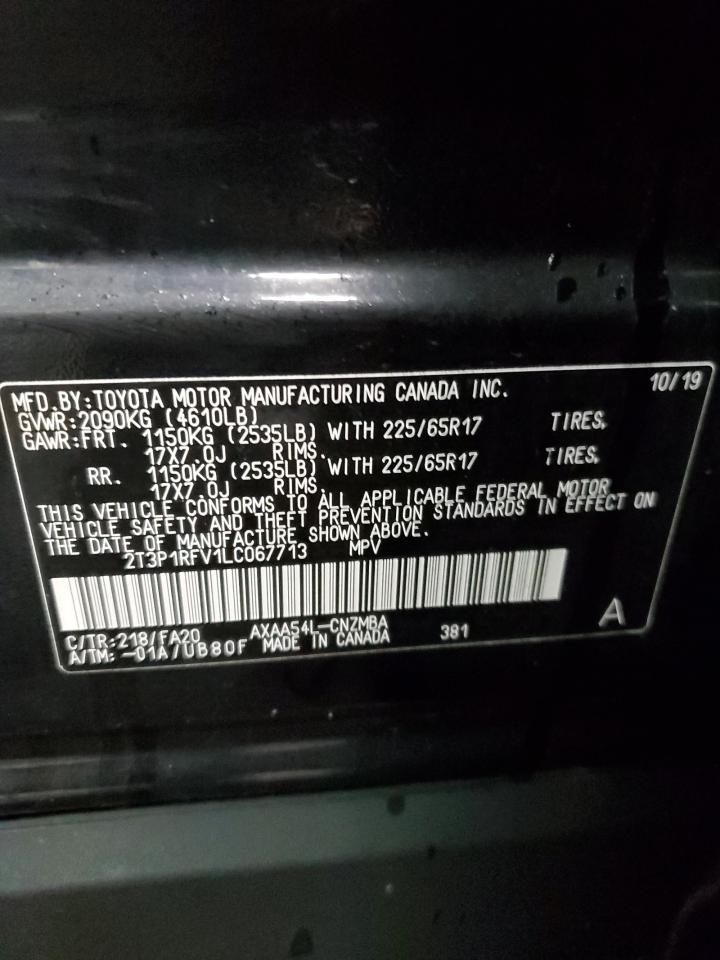 MFD.BY:TOYOTA MOTOR MANUFACTURING CANADA INC. 10/19
GVWR:2090KG (4610LB)
GAWR:FRT. 1150KG (2535LB) WITH 225/65R17 TIRES,
17X7.0J RIMS.
RR. 1150KG (2535LB) WITH 225/65R17 TIRES,
17X7.0J RIMS.
THIS VEHICLE CONFORMS TO ALL APPLICABLE FEDERAL MOTOR
VEHICLE SAFETY AND THEFT PREVENTION STANDARDS IN EFFECT ON
THE DATE OF MANUFACTURE SHOWN ABOVE.
2T3P1RFV1LC067713 MPV
C/TR:218/FA20 AXAA54L-CNZMBA 381 A
A/TM:-01A/UB80F MADE IN CANADA